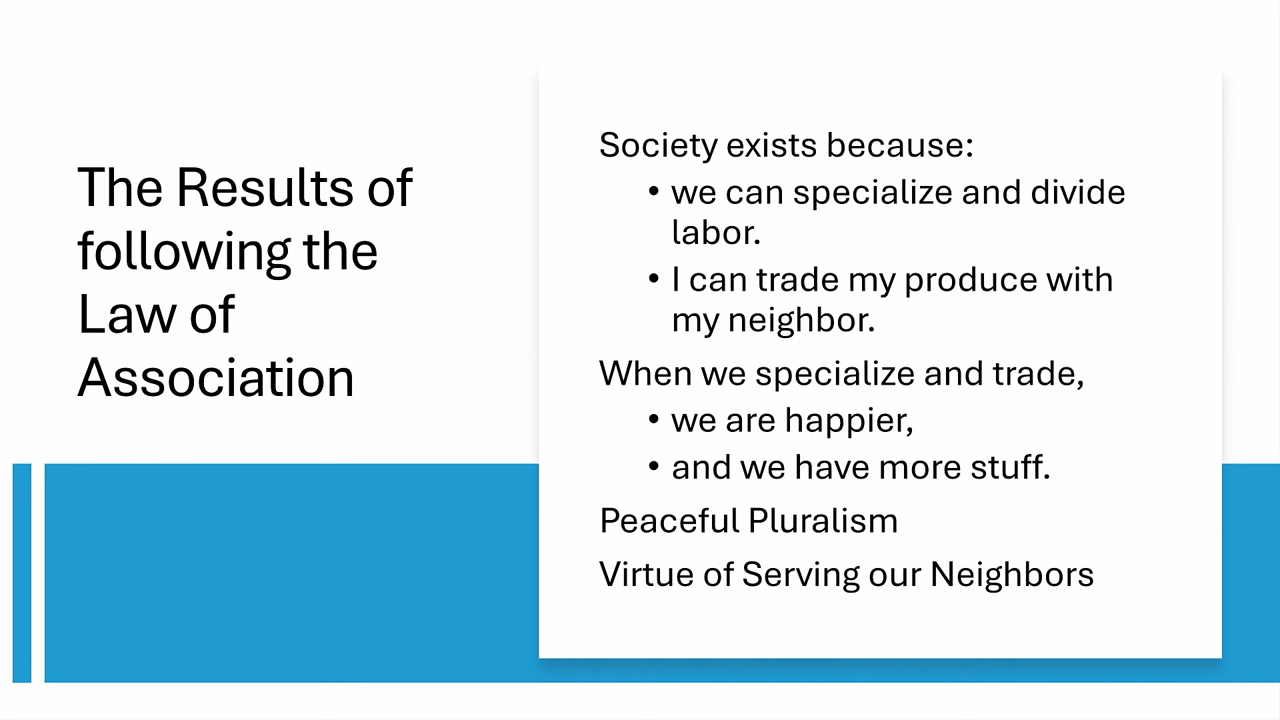 The Results of
following the
Law of
Association
Society exists because:
• we can specialize and divide
labor.
• I can trade my produce with
my neighbor.
When we specialize and trade,
• we are happier,
• and we have more stuff.
Peaceful Pluralism
Virtue of Serving our Neighbors